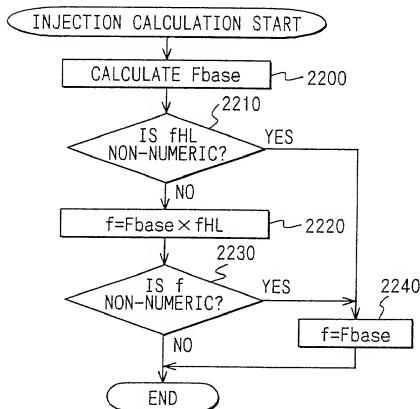 INJECTION CALCULATION START
CALCULATE Fbase
2200
2210
IS fHL
NON-NUMERIC?
YES
NO
f=Fbase×fHL
2220
2230
IS f
NON-NUMERIC?
YES
2240
NO
f=Fbase
END